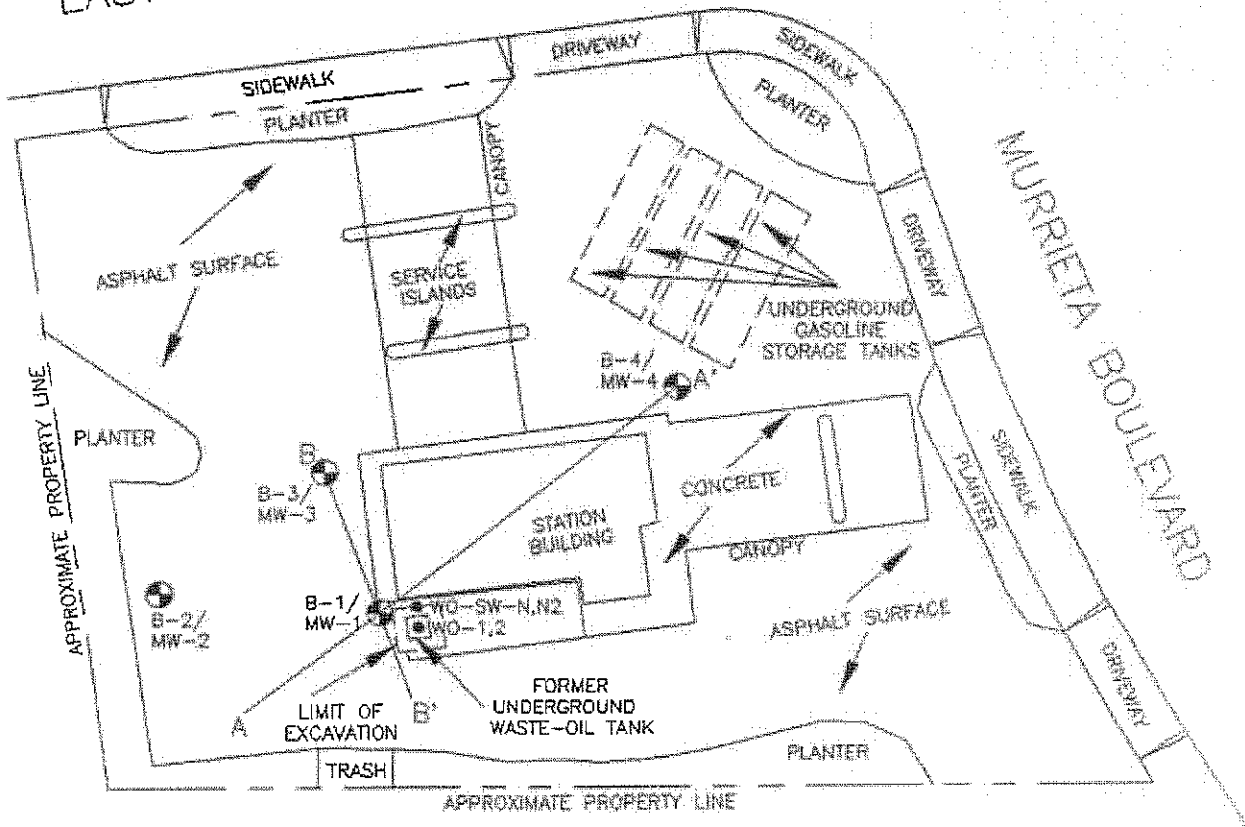 EAST
SIDEWALK
DRIVEWAY
SIDEWALK
PLANTER
PLANTER
CANOPY
MURRIETA BOULEVARD
ASPHALT SURFACE
SERVICE
ISLANDS
DRIVEWAY
UNDERGROUND
GASOLINE
STORAGE TANKS
B-4/
MW-4
A'
APPROXIMATE PROPERTY LINE
PLANTER
B
B-3/
MW-3
CONCRETE
STATION
BUILDING
CANOPY
PLANTER
SIDEWALK
B-2/
MW-2
B-1/
MW-1
WO-SW-N,N2
WO-1,2
ASPHALT SURFACE
DRIVEWAY
A
LIMIT OF
EXCAVATION
B'
FORMER
UNDERGROUND
WASTE-OIL TANK
TRASH
PLANTER
APPROXIMATE PROPERTY LINE